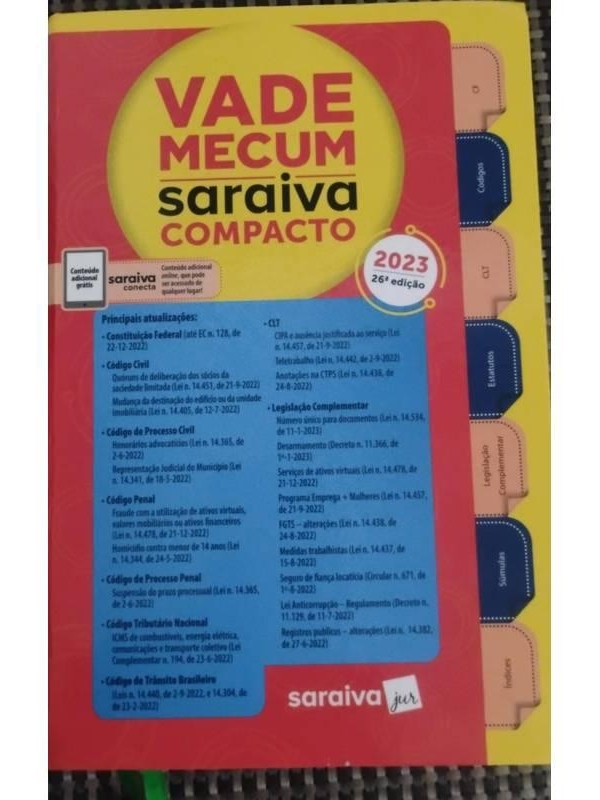 VADE
MECUM
saraiva
COMPACTO
2023
26ª edição
Conteúdo
adicional
grátis
saraiva
conecta
Conteúdo adicional
online, que pode
ser acessado de
qualquer lugar!
Principais atualizações:
• Constituição Federal (até EC n. 128, de
22-12-2022)
• Código Civil
Quóruns de deliberação dos sócios da
sociedade limitada (Lei n. 14.451, de 21-9-2022)
Mudança da destinação do edifício ou da unidade
imobiliária (Lei n. 14.405, de 12-7-2022)
• Código de Processo Civil
Honorários advocatícios (Lei n. 14.365, de
2-6-2022)
Representação Judicial do Município (Lei
n. 14.341, de 18-5-2022)
• Código Penal
Fraude com a utilização de ativos virtuais,
valores mobiliários ou ativos financeiros
(Lei n. 14.478, de 21-12-2022)
Homicídio contra menor de 14 anos (Lei
n. 14.344, de 24-5-2022)
• Código de Processo Penal
Suspensão do prazo processual (Lei n. 14.365,
de 2-6-2022)
• Código Tributário Nacional
ICMS de combustíveis, energia elétrica,
comunicações e transporte coletivo (Lei
Complementar n. 194, de 23-6-2022)
• Código de Trânsito Brasileiro
(Leis n. 14.440, de 2-9-2022, e 14.304, de
de 23-2-2022)
• CLT
CIPA e ausência justificada ao serviço (Lei
n. 14.457, de 21-9-2022)
Teletrabalho (Lei n. 14.442, de 2-9-2022)
Anotações na CTPS (Lei n. 14.438, de
24-8-2022)
• Legislação Complementar
Número único para documentos (Lei n. 14.534,
de 11-1-2023)
Desarmamento (Decreto n. 11.366, de
1º-1-2023)
Serviços de ativos virtuais (Lei n. 14.478, de
21-12-2022)
Programa Emprega + Mulheres (Lei n. 14.457,
de 21-9-2022)
FGTS – alterações (Lei n. 14.438, de
24-8-2022)
Medidas trabalhistas (Lei n. 14.437, de
15-8-2022)
Seguro de fiança locatícia (Circular n. 671, de
1º-8-2022)
Lei Anticorrupção – Regulamento (Decreto n.
11.129, de 11-7-2022)
Registros públicos – alterações (Lei n. 14.382,
de 27-6-2022)
saraiva jur
CF
Códigos
CLT
Estatutos
Legislação
Complementar
Súmulas
Índices